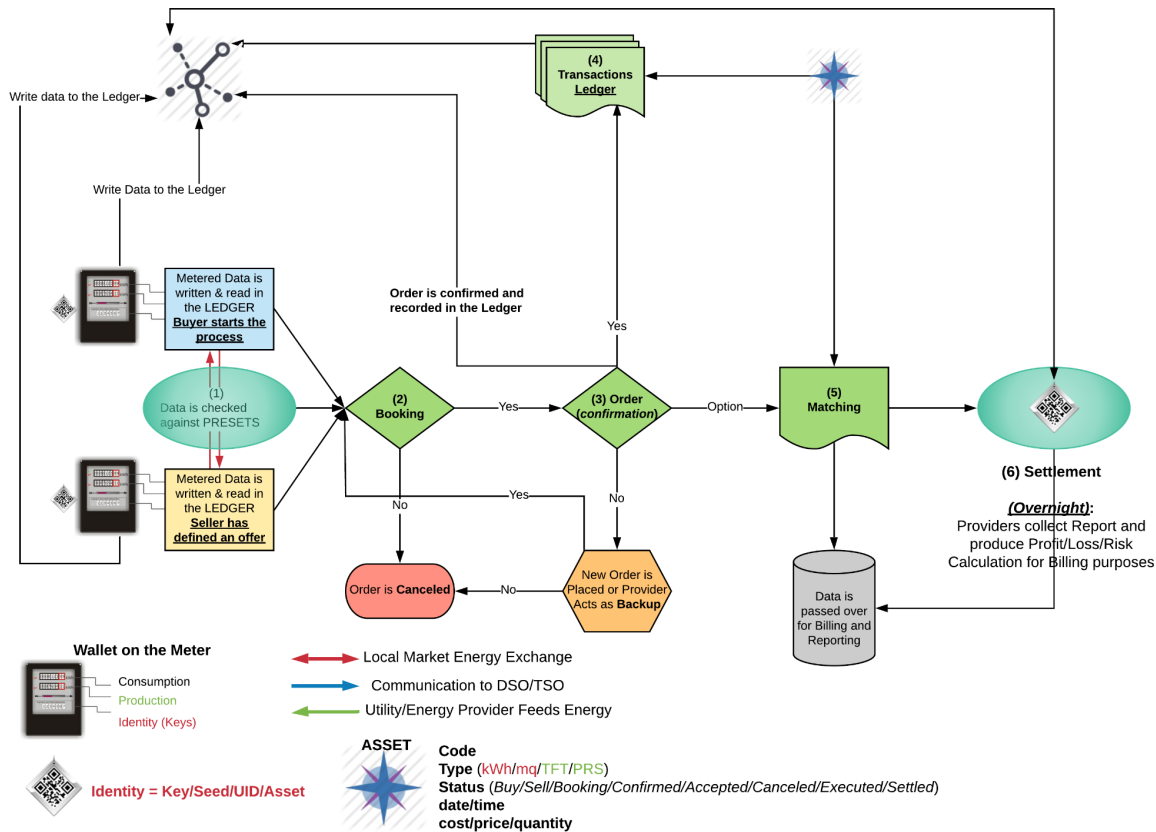 (4)
Transactions
Ledger
Write data to the Ledger
Write Data to the Ledger
Metered Data is
written & read in
the LEDGER
Buyer starts the
process
Order is confirmed and
recorded in the Ledger
Yes
(1)
Data is checked
against PRESETS
(2)
Booking
Yes
(3) Order
(confirmation)
Option
(5)
Matching
(6) Settlement
(Overnight):
Providers collect Report and
produce Profit/Loss/Risk
Calculation for Billing purposes
Metered Data is
written & read in
the LEDGER
Seller has
defined an offer
No
Yes
No
Order is Canceled
No
New Order is
Placed or Provider
Acts as Backup
Data is
passed over
for Billing and
Reporting
Wallet on the Meter
Consumption
Production
Identity (Keys)
Local Market Energy Exchange
Communication to DSO/TSO
Utility/Energy Provider Feeds Energy
Identity = Key/Seed/UID/Asset
ASSET
Code
Type (kWh/mq/TFT/PRS)
Status (Buy/Sell/Booking/Confirmed/Accepted/Canceled/Executed/Settled)
date/time
cost/price/quantity